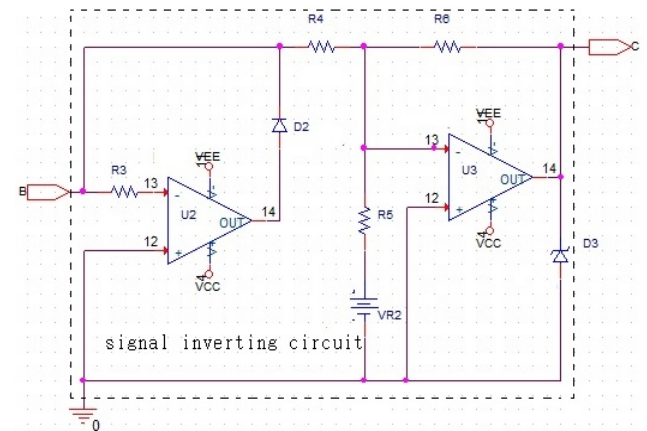 R4
R6
C
VEE
D2
13
U3
OUT
14
R3
VEE
B
13
U2
OUT
14
12
VCC
12
R5
4
VCC
D3
4
VR2
signal inverting circuit
0